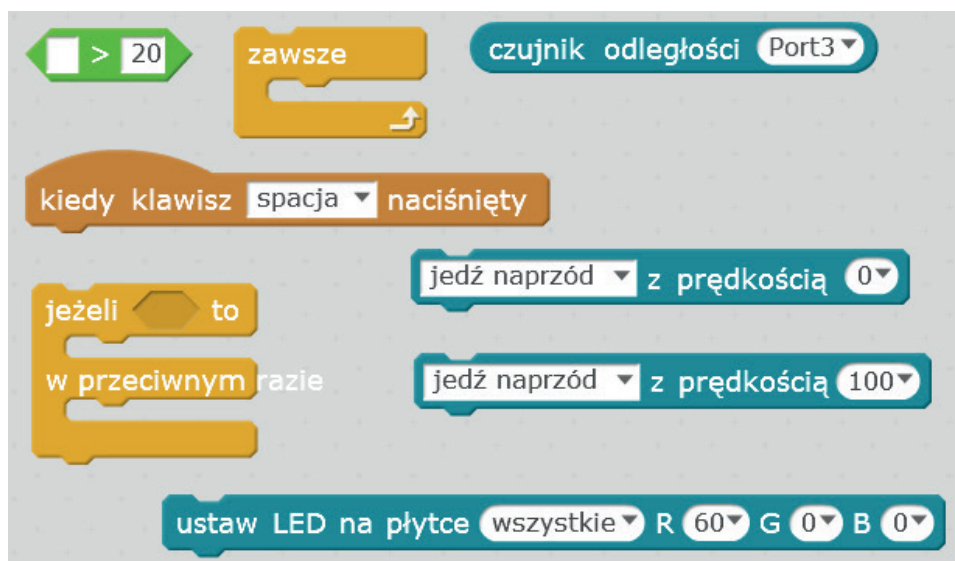 > 20
zawsze
czujnik odległości Port3
kiedy klawisz spacja naciśnięty
jedź naprzód z prędkością 0
jeżeli to
w przeciwnym razie
jedź naprzód z prędkością 100
ustaw LED na płytce wszystkie R 60 G 0 B 0